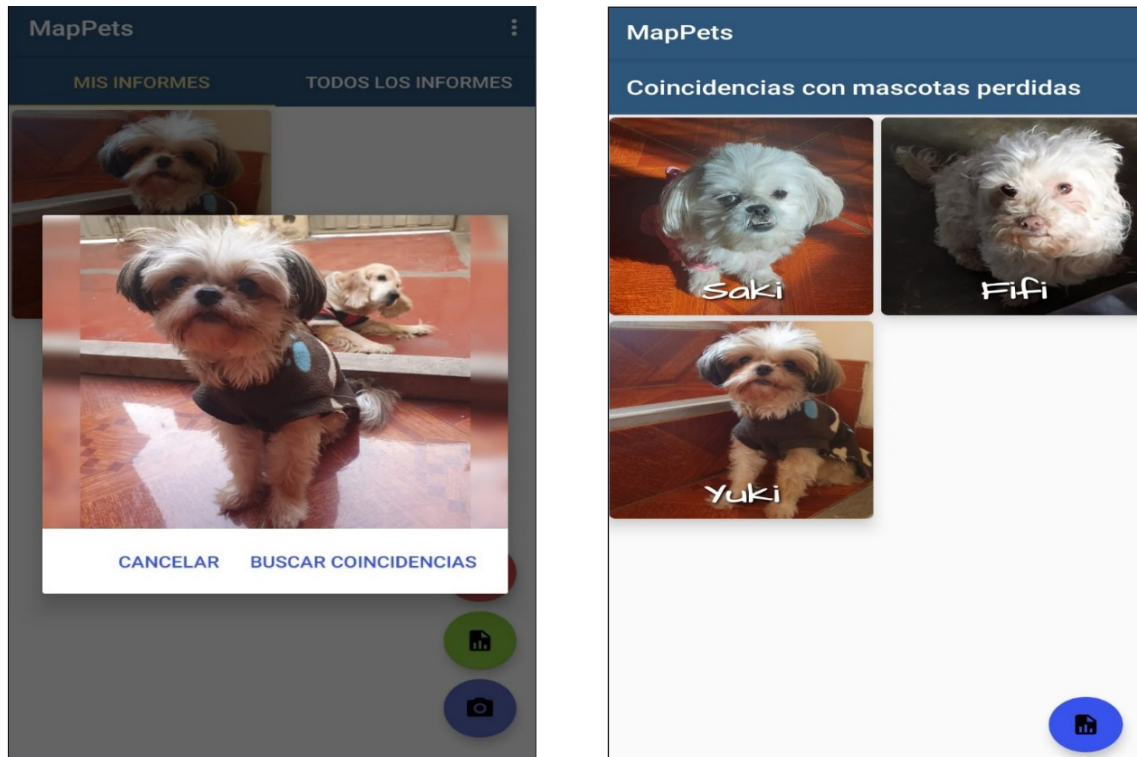 MapPets
MIS INFORMES
TODOS LOS INFORMES
CANCELAR
BUSCAR COINCIDENCIAS
MapPets
Coincidencias con mascotas perdidas
Saki
Fifi
Yuki